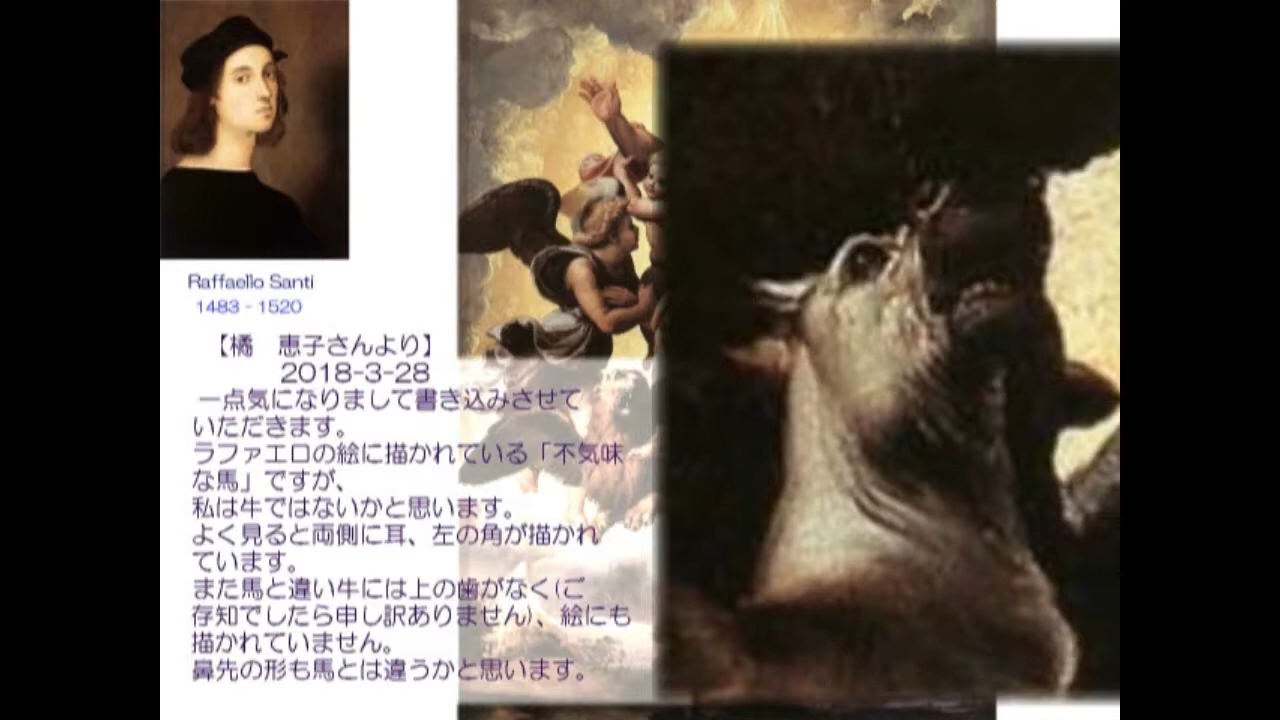 Raffaello Santi
1483 - 1520
【橘　恵子さんより】
2018-3-28
一点気になりまして書き込みさせて
いただきます。
ラファエロの絵に描かれている「不気味
な馬」ですが、
私は牛ではないかと思います。
よく見ると両側に耳、左の角が描かれ
ています。
また馬と違い牛には上の歯がなく(ご
存知でしたら申し訳ありません)、絵にも
描かれていません。
鼻先の形も馬とは違うかと思います。